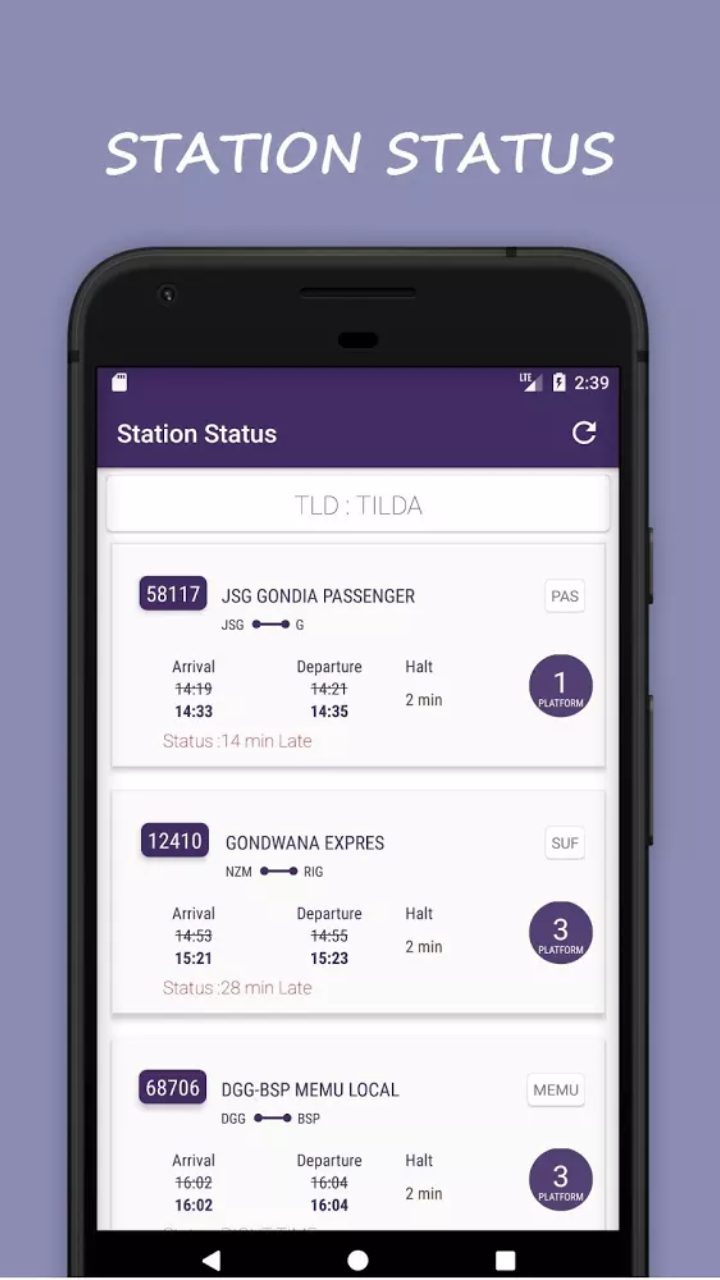 STATION STATUS
LTE 2:39
Station Status
TLD : TILDA
58117 JSG GONDIA PASSENGER PAS
JSG G
Arrival Departure Halt
14:19 14:21
2 min
14:33 14:35
1
PLATFORM
Status :14 min Late
12410 GONDWANA EXPRES SUF
NZM RIG
Arrival Departure Halt
14:53 14:55
2 min
15:21 15:23
3
PLATFORM
Status :28 min Late
68706 DGG-BSP MEMU LOCAL MEMU
DGG BSP
Arrival Departure Halt
16:02 16:04
2 min
16:02 16:04
3
PLATFORM